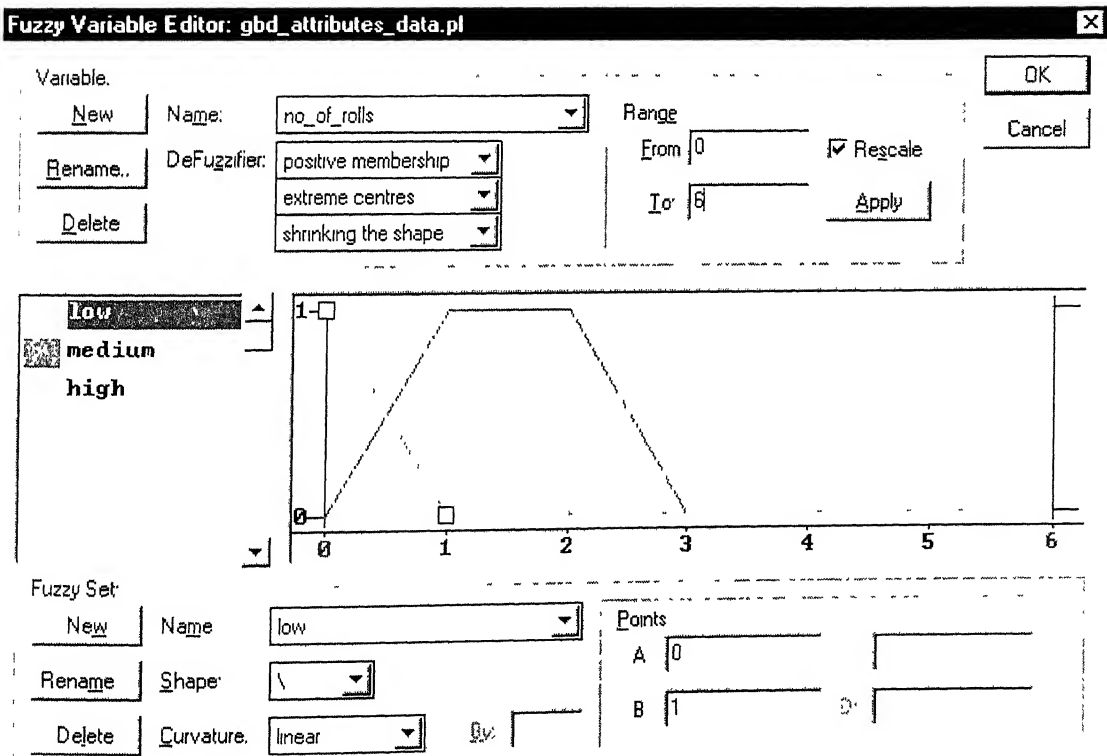 Fuzzy Variable Editor: gbd_attributes_data.pl
Variable.
New
Name:
no_of_rolls
Rename..
DeFuzzifier:
positive membership
extreme centres
shrinking the shape
Delete
Range
From
0
Rescale
To:
6
Apply
OK
Cancel
low
medium
high
1
0
0 1 2 3 4 5 6
Fuzzy Set:
New
Name
low
Rename
Shape:
\
Delete
Curvature.
linear
By:
Points
A
0
B
1
D: